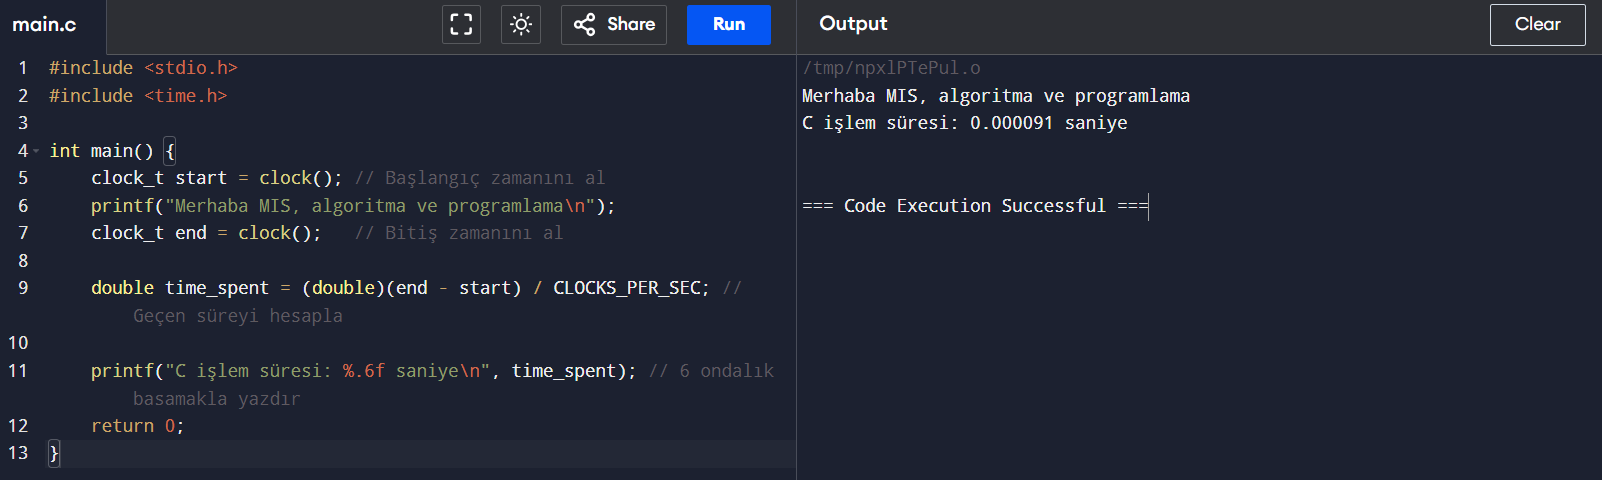 main.c
Share
Run
Output
Clear
1 #include <stdio.h>
2 #include <time.h>
3
4 int main() {
5     clock_t start = clock(); // Başlangıç zamanını al
6     printf("Merhaba MIS, algoritma ve programlama\n");
7     clock_t end = clock();   // Bitiş zamanını al
8
9     double time_spent = (double)(end - start) / CLOCKS_PER_SEC; //
        Geçen süreyi hesapla
10
11     printf("C işlem süresi: %.6f saniye\n", time_spent); // 6 ondalık
        basamakla yazdır
12     return 0;
13 }
/tmp/npxlPTePul.o
Merhaba MIS, algoritma ve programlama
C işlem süresi: 0.000091 saniye
=== Code Execution Successful ===